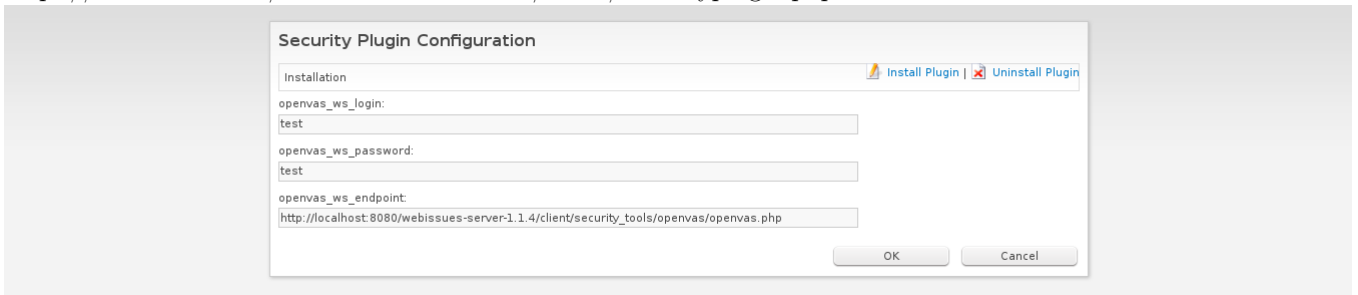 Security Plugin Configuration
Installation
Install Plugin | Uninstall Plugin
openvas_ws_login:
test
openvas_ws_password:
test
openvas_ws_endpoint:
http://localhost:8080/webissues-server-1.1.4/client/security_tools/openvas/openvas.php
OK
Cancel